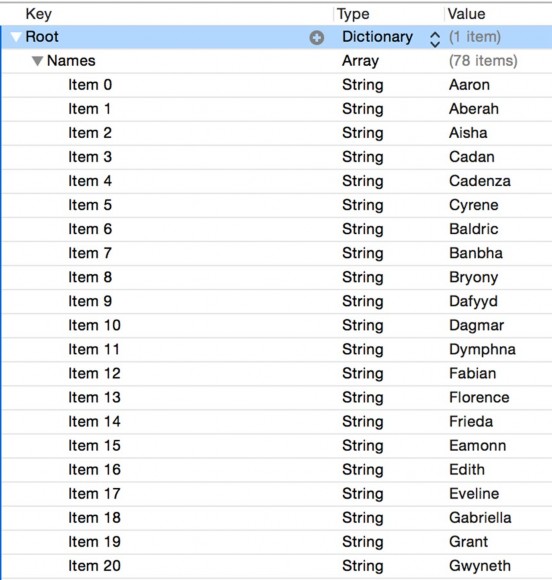 Key Type Value
Root Dictionary (1 item)
Names Array (78 items)
Item 0 String Aaron
Item 1 String Aberah
Item 2 String Aisha
Item 3 String Cadan
Item 4 String Cadenza
Item 5 String Cyrene
Item 6 String Baldric
Item 7 String Banbha
Item 8 String Bryony
Item 9 String Dafyyd
Item 10 String Dagmar
Item 11 String Dymphna
Item 12 String Fabian
Item 13 String Florence
Item 14 String Frieda
Item 15 String Eamonn
Item 16 String Edith
Item 17 String Eveline
Item 18 String Gabriella
Item 19 String Grant
Item 20 String Gwyneth